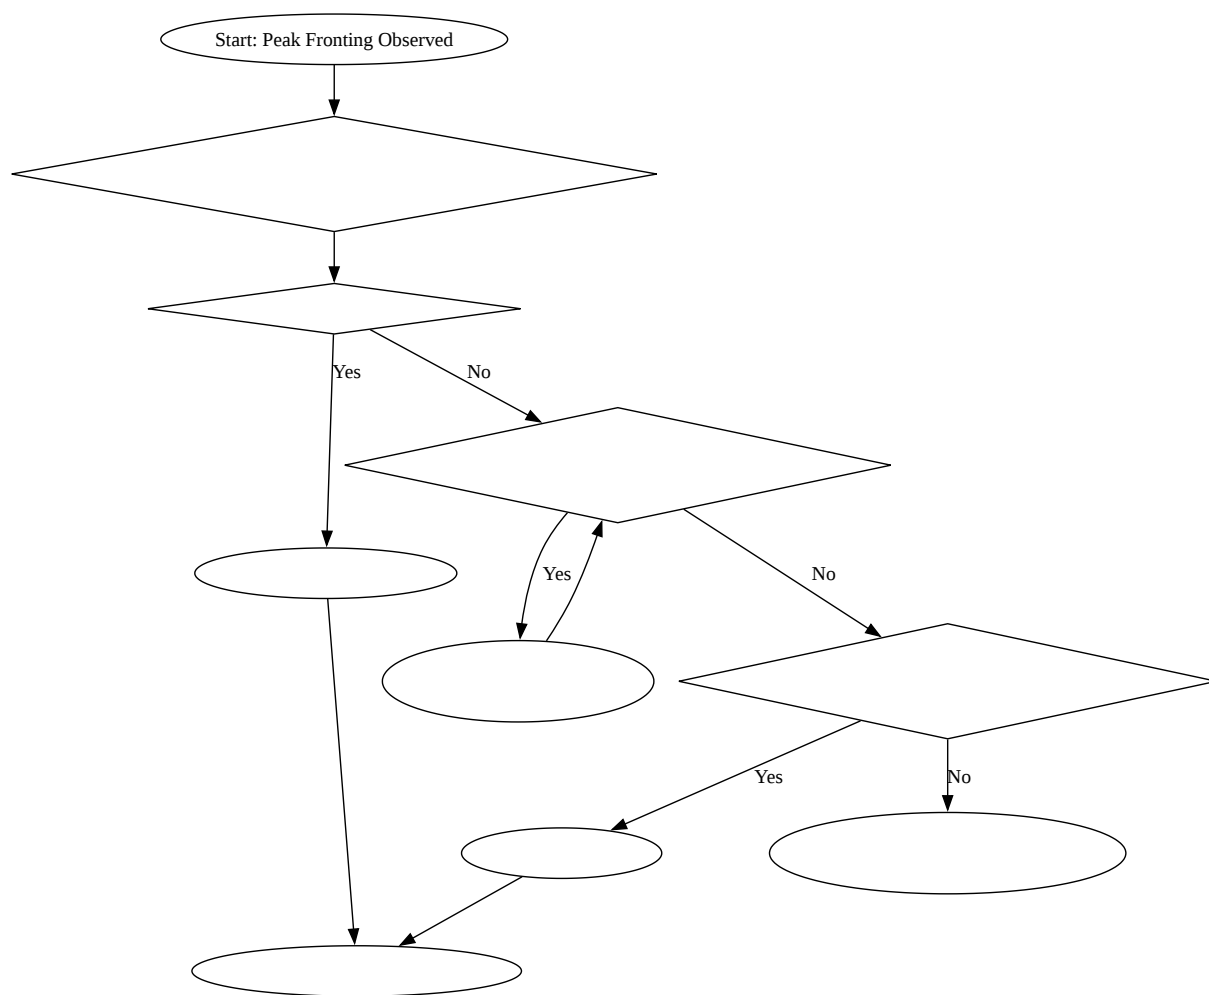 Start: Peak Fronting Observed
Yes
No
Yes
No
Yes
No